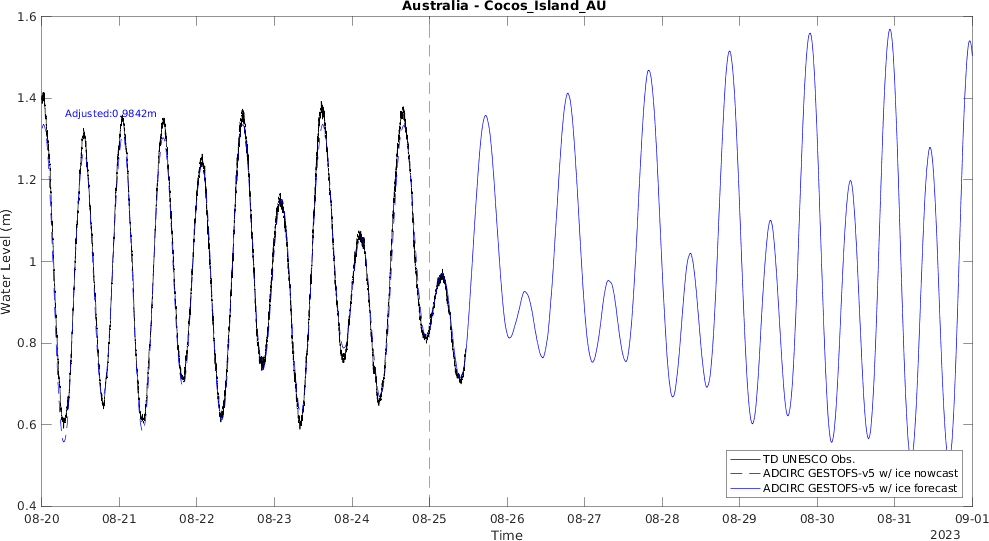 Australia - Cocos_Island_AU
1.6
1.4
1.2
1
0.8
0.6
0.4
Water Level (m)
Adjusted:0.9842m
TD UNESCO Obs.
ADCIRC GESTOFS-v5 w/ ice nowcast
ADCIRC GESTOFS-v5 w/ ice forecast
08-20 08-21 08-22 08-23 08-24 08-25 08-26 08-27 08-28 08-29 08-30 08-31 09-01
Time
2023